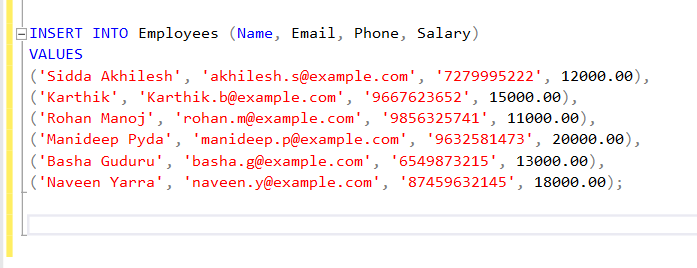 INSERT INTO Employees (Name, Email, Phone, Salary)
VALUES
('Sidda Akhilesh', 'akhilesh.s@example.com', '7279995222', 12000.00),
('Karthik', 'Karthik.b@example.com', '9667623652', 15000.00),
('Rohan Manoj', 'rohan.m@example.com', '9856325741', 11000.00),
('Manideep Pyda', 'manideep.p@example.com', '9632581473', 20000.00),
('Basha Guduru', 'basha.g@example.com', '6549873215', 13000.00),
('Naveen Yarra', 'naveen.y@example.com', '87459632145', 18000.00);